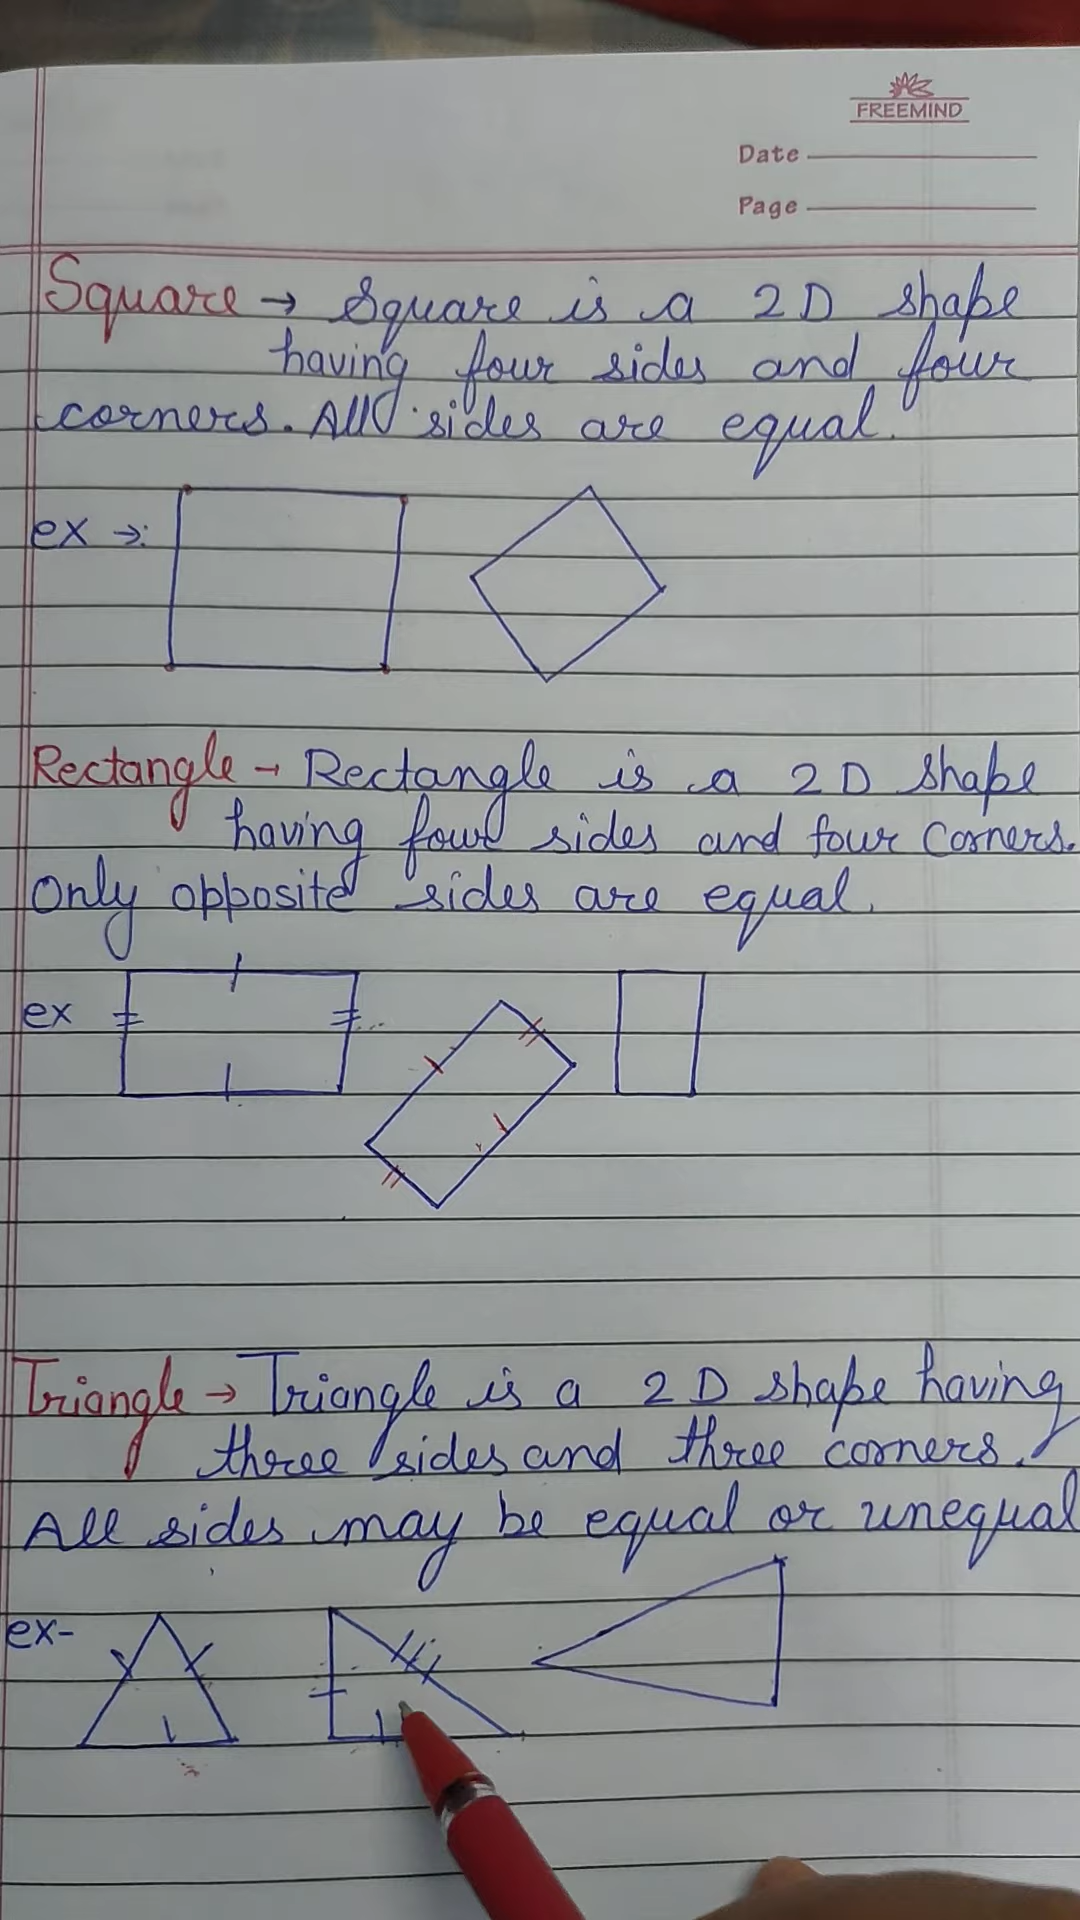 FREEMIND
Date
Page
Square → Square is a 2D shape
having four sides and four
corners. All sides are equal.
ex →:
Rectangle → Rectangle is a 2D shape
having four sides and four corners.
Only opposite sides are equal.
ex
Triangle → Triangle is a 2D shape having
three sides and three corners.
All sides may be equal or unequal
ex-